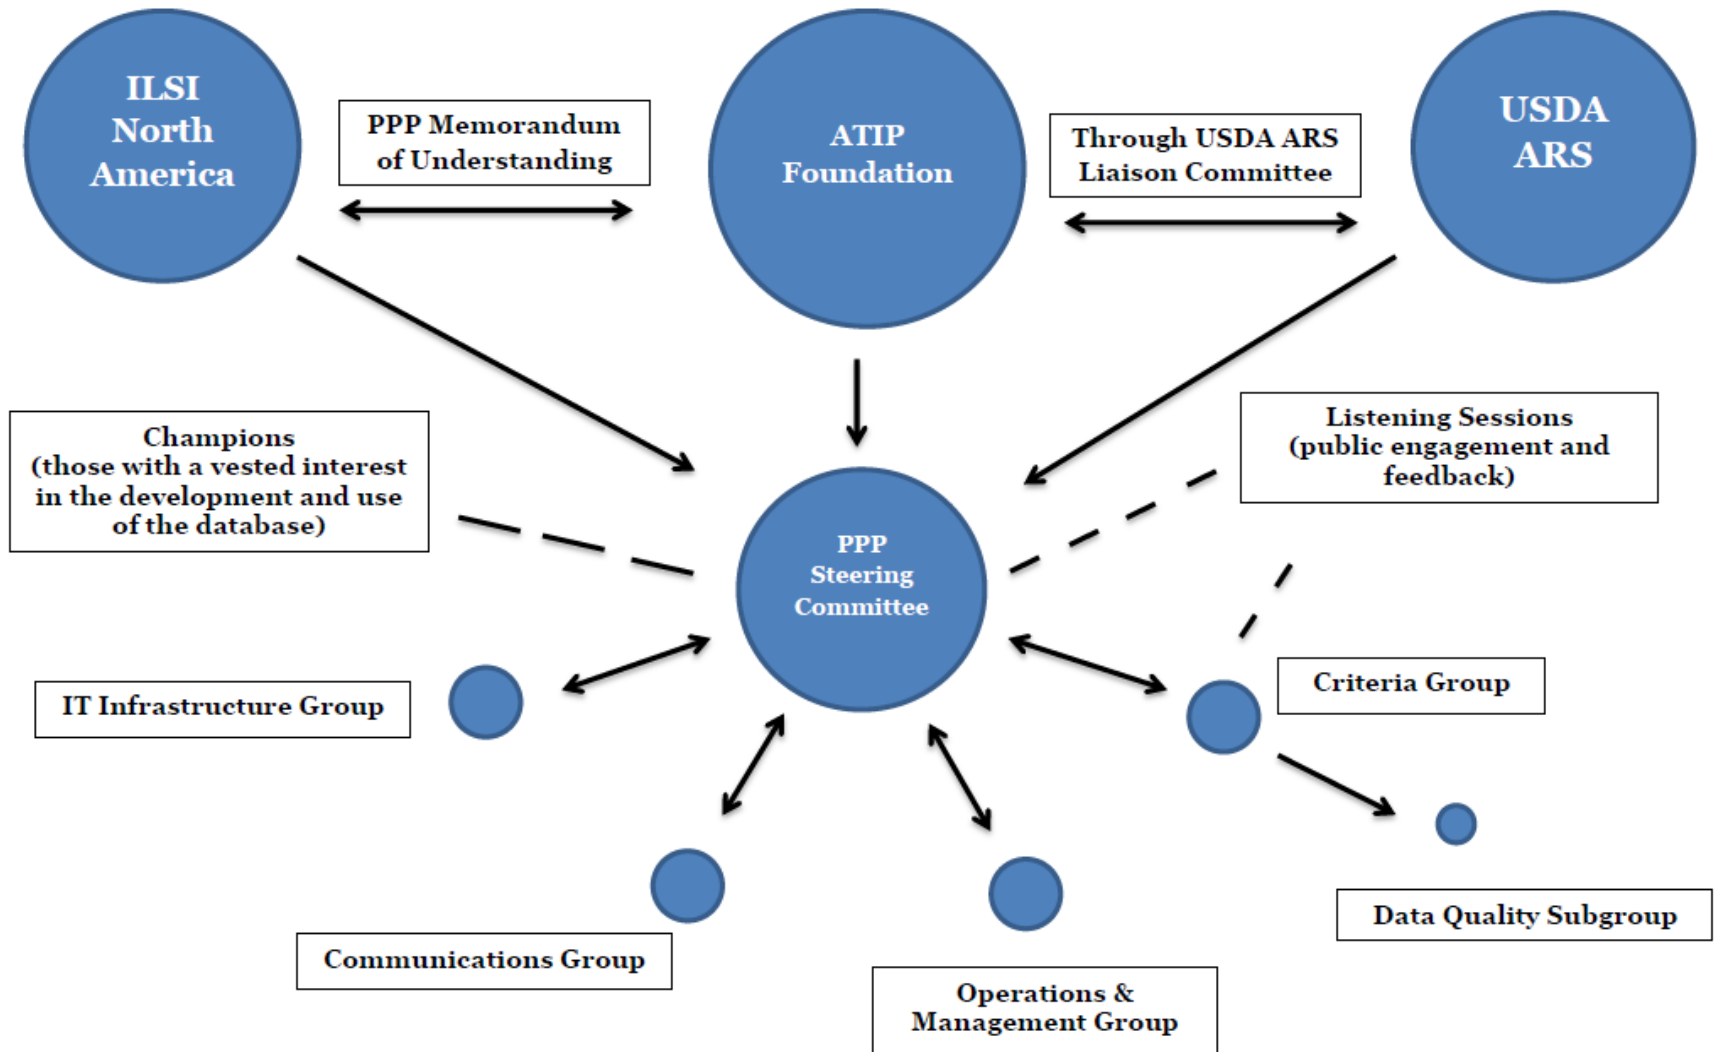 ILSI
North
America
PPP Memorandum
of Understanding
ATIP
Foundation
Through USDA ARS
Liaison Committee
USDA
ARS
Champions
(those with a vested interest
in the development and use
of the database)
Listening Sessions
(public engagement and
feedback)
PPP
Steering
Committee
IT Infrastructure Group
Criteria Group
Communications Group
Operations &
Management Group
Data Quality Subgroup